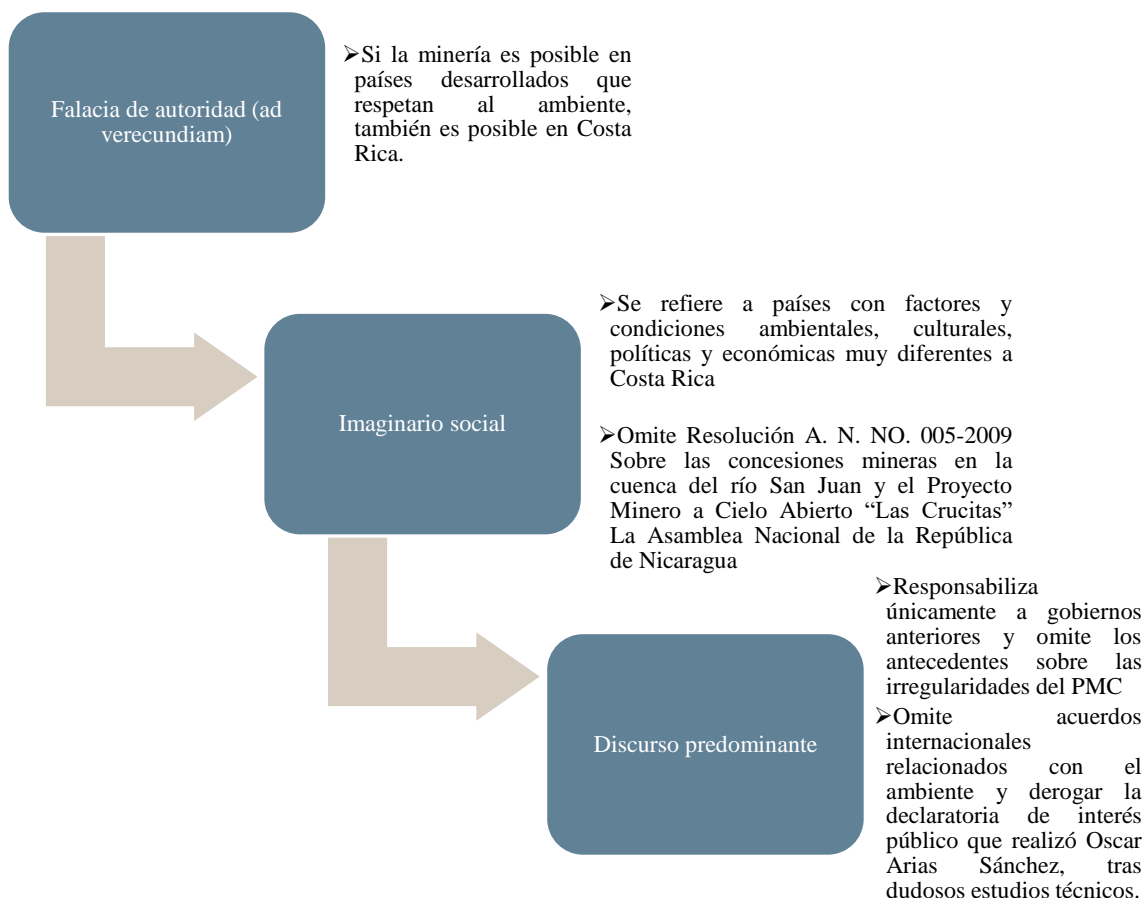 Falacia de autoridad (ad
verecundiam)
➢Si la minería es posible en
países desarrollados que
respetan al ambiente,
también es posible en Costa
Rica.
Imaginario social
➢Se refiere a países con factores y
condiciones ambientales, culturales,
políticas y económicas muy diferentes a
Costa Rica
➢Omite Resolución A. N. NO. 005-2009
Sobre las concesiones mineras en la
cuenca del río San Juan y el Proyecto
Minero a Cielo Abierto “Las Crucitas”
La Asamblea Nacional de la República
de Nicaragua
Discurso predominante
➢Responsabiliza
únicamente a gobiernos
anteriores y omite los
antecedentes sobre las
irregularidades del PMC
➢Omite acuerdos
internacionales
relacionados con el
ambiente y derogar la
declaratoria de interés
público que realizó Oscar
Arias Sánchez, tras
dudosos estudios técnicos.